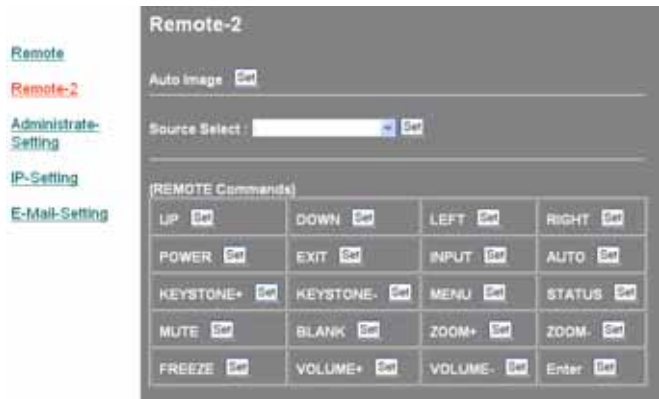 Remote
Remote-2
Administrate-
Setting
IP-Setting
E-Mail-Setting
Remote-2
Auto Image Set
Source Select : Set
(REMOTE Commands)
UP Set DOWN Set LEFT Set RIGHT Set
POWER Set EXIT Set INPUT Set AUTO Set
KEYSTONE+ Set KEYSTONE- Set MENU Set STATUS Set
MUTE Set BLANK Set ZOOM+ Set ZOOM- Set
FREEZE Set VOLUME+ Set VOLUME- Set Enter Set